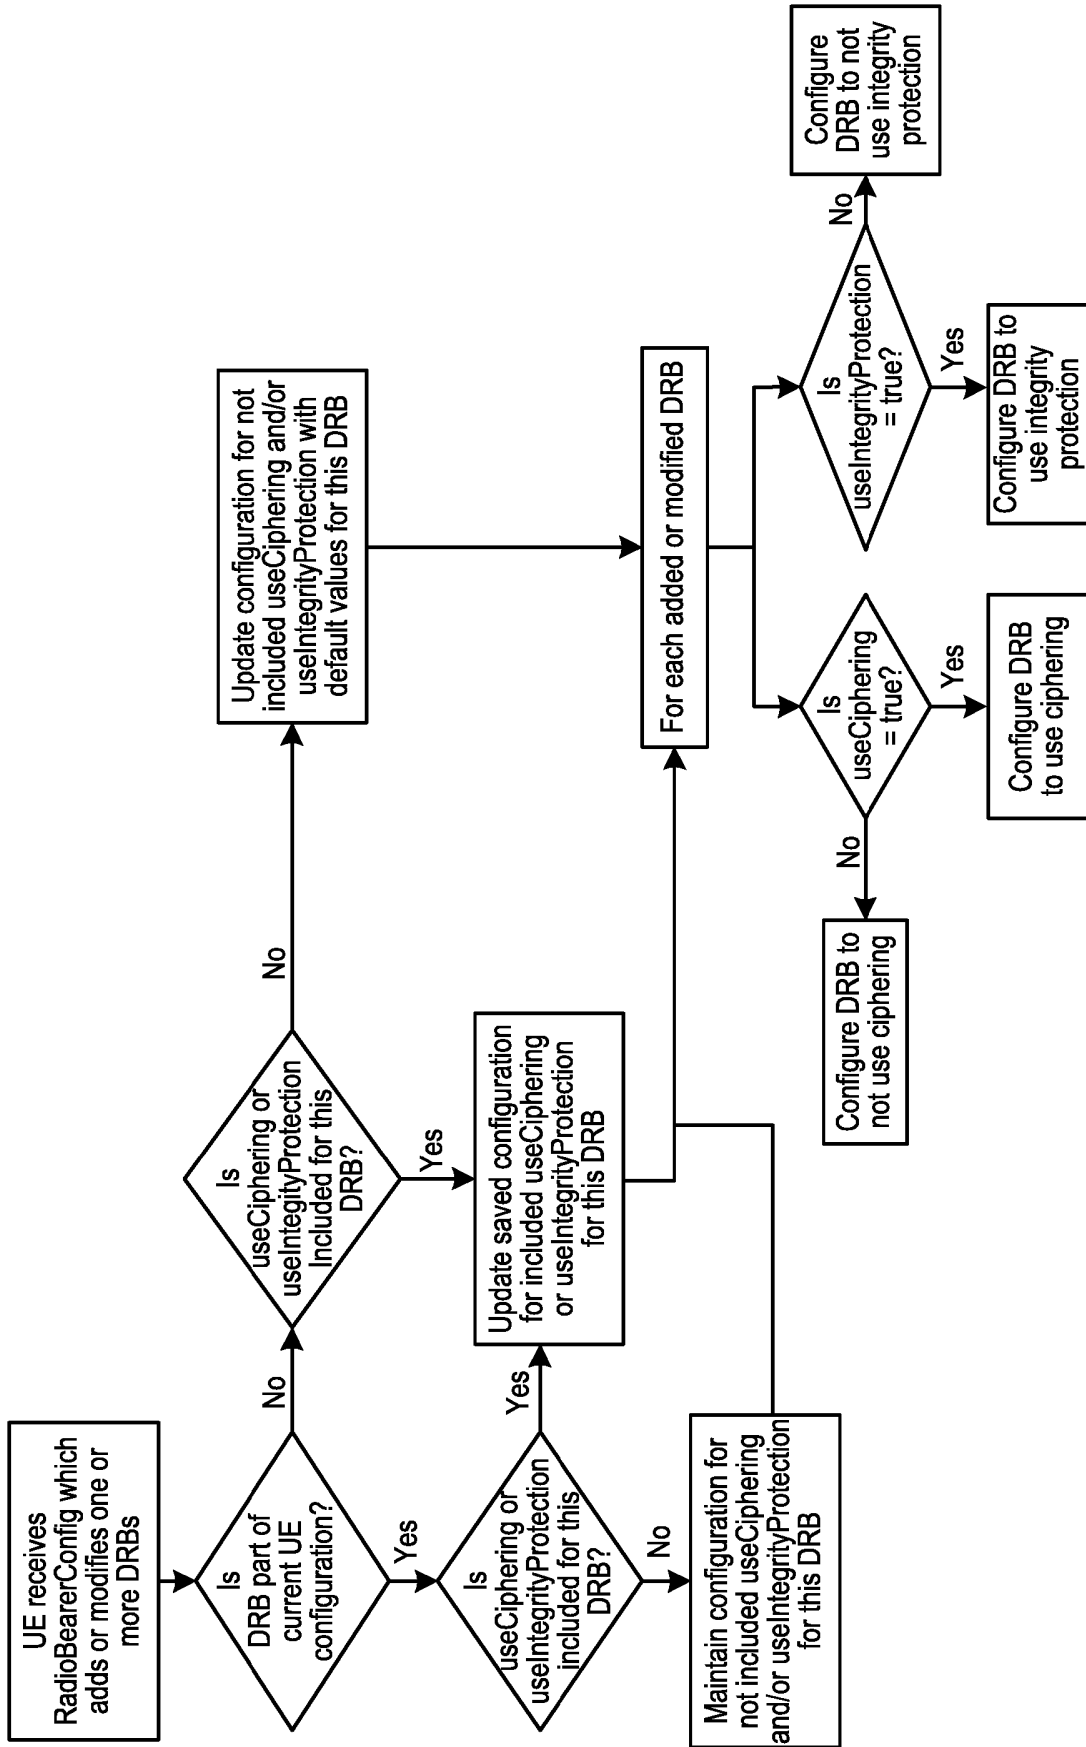 UE receives
RadioBearerConfig which
adds or modifies one or
more DRBs
Is
DRB part of
current UE
configuration?
No
Yes
Is
useCiphering or
useIntegityProtection
Included for this
DRB?
No
Yes
Update configuration for not
included useCiphering and/or
useIntegrityProtection with
default values for this DRB
Is
useCiphering or
useIntegrityProtection
included for this
DRB?
Yes
No
Update saved configuration
for included useCiphering
or useIntegrityProtection
for this DRB
Maintain configuration for
not included useCiphering
and/or useIntegrityProtection
for this DRB
For each added or modified DRB
Is
useCiphering
= true?
No
Yes
Configure DRB to
not use ciphering
Configure DRB
to use ciphering
Is
useIntegrityProtection
= true?
No
Yes
Configure
DRB to not
use integrity
protection
Configure DRB to
use integrity
protection